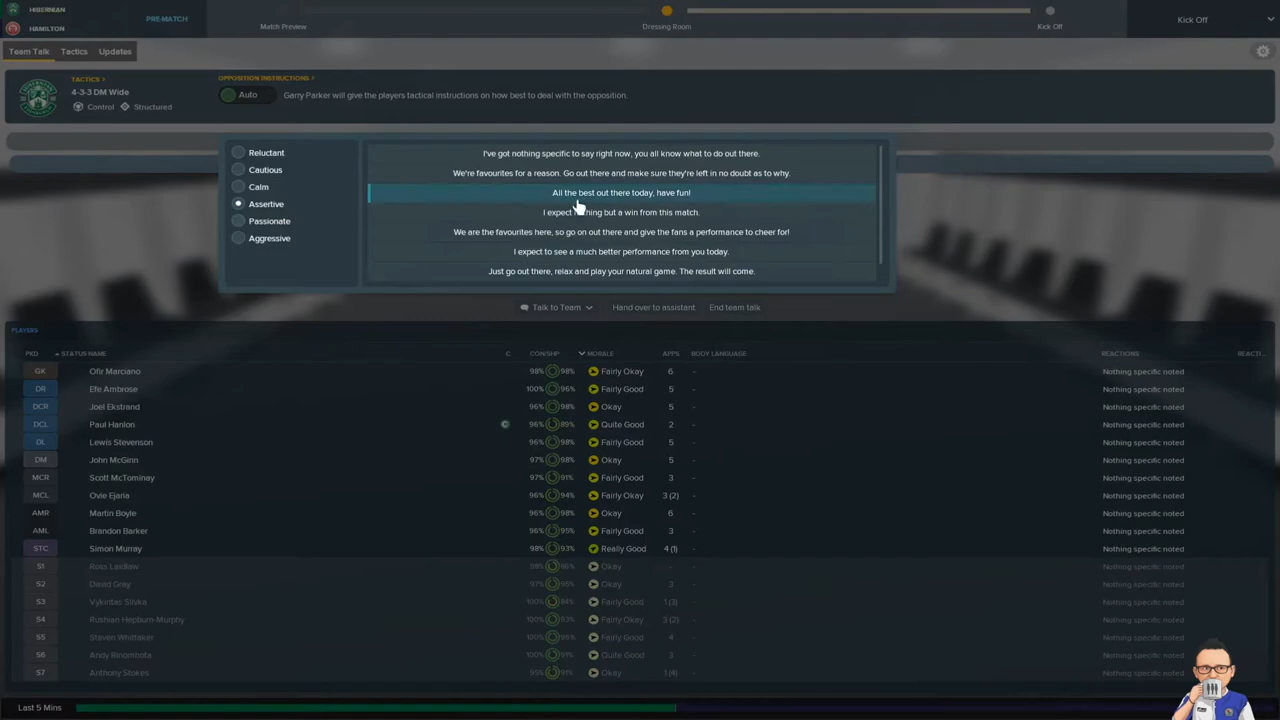 HIBERNIAN
HAMILTON
PRE-MATCH
Match Preview
Dressing Room
Kick Off
Kick Off
Team Talk Tactics Updates
TACTICS >
4-3-3 DM Wide
Control Structured
OPPOSITION INSTRUCTIONS >
Auto Garry Parker will give the players tactical instructions on how best to deal with the opposition.
Reluctant
Cautious
Calm
Assertive
Passionate
Aggressive
I've got nothing specific to say right now, you all know what to do out there.
We're favourites for a reason. Go out there and make sure they're left in no doubt as to why.
All the best out there today, have fun!
I expect nothing but a win from this match.
We are the favourites here, so go on out there and give the fans a performance to cheer for!
I expect to see a much better performance from you today.
Just go out there, relax and play your natural game. The result will come.
Talk to Team Hand over to assistant End team talk
PLAYERS
PKD STATUS NAME C CON/SHP MORALE APPS BODY LANGUAGE REACTIONS REACTI...
GK Ofir Marciano 98% 98% Fairly Okay 6 - Nothing specific noted
DR Efe Ambrose 100% 96% Fairly Good 5 - Nothing specific noted
DCR Joel Ekstrand 96% 98% Okay 5 - Nothing specific noted
DCL Paul Hanlon C 96% 89% Quite Good 2 - Nothing specific noted
DL Lewis Stevenson 96% 98% Fairly Good 5 - Nothing specific noted
DM John McGinn 96% 98% Okay 5 - Nothing specific noted
MCR Scott McTominay 97% 91% Fairly Good 3 - Nothing specific noted
MCL Ovie Ejaria 96% 94% Fairly Okay 3 (2) - Nothing specific noted
AMR Martin Boyle 96% 98% Okay 6 - Nothing specific noted
AML Brandon Barker 96% 95% Fairly Good 3 - Nothing specific noted
STC Simon Murray 98% 93% Really Good 4 (1) - Nothing specific noted
S1 Ross Laidlaw 98% 66% Okay - - Nothing specific noted
S2 David Gray 97% 95% Okay 3 - Nothing specific noted
S3 Vykintas Slivka 100% 84% Fairly Good 1 (3) - Nothing specific noted
S4 Rushian Hepburn-Murphy 100% 93% Fairly Okay 3 (2) - Nothing specific noted
S5 Steven Whittaker 100% 96% Fairly Good 4 - Nothing specific noted
S6 Andy Rinomhota 100% 91% Quite Good 3 - Nothing specific noted
S7 Anthony Stokes 95% 91% Okay 1 (4) - Nothing specific noted
Last 5 Mins